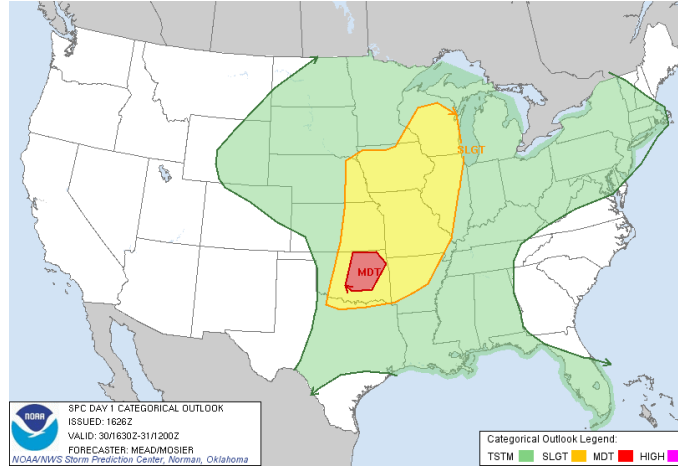 SLGT
MDT
NOAA
SPC DAY 1 CATEGORICAL OUTLOOK
ISSUED: 1626Z
VALID: 30/1630Z-31/1200Z
FORECASTER: MEAD/MOSIER
NOAA/NWS Storm Prediction Center, Norman, Oklahoma
Categorical Outlook Legend:
TSTM SLGT MDT HIGH